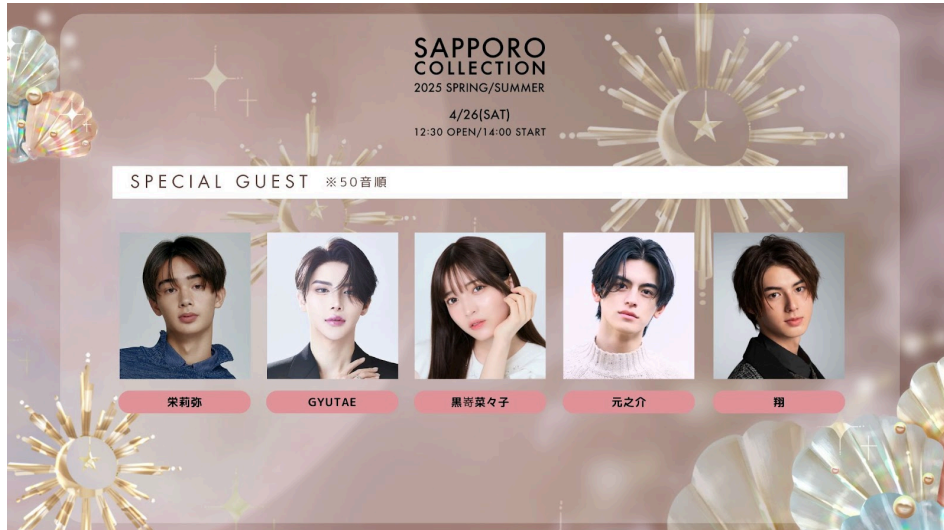 SAPPORO
COLLECTION
2025 SPRING/SUMMER
4/26(SAT)
12:30 OPEN/14:00 START
SPECIAL GUEST ※50音順
栄莉弥
GYUTAE
黒嵜菜々子
元之介
翔